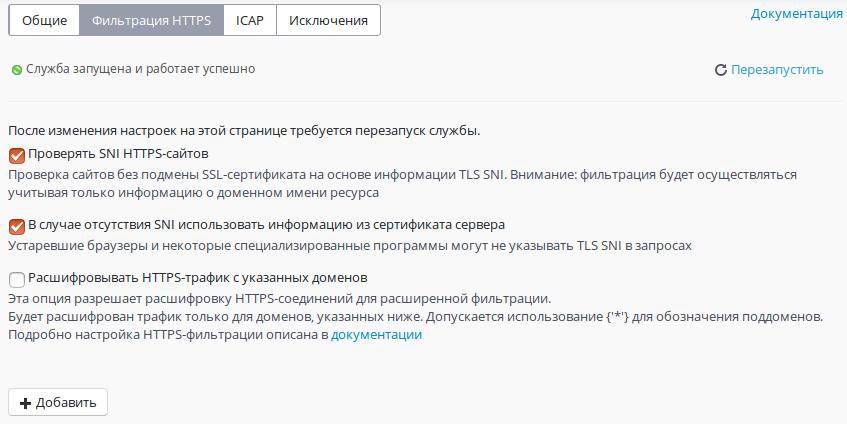 Общие Фильтрация HTTPS ICAP Исключения Документация
Служба запущена и работает успешно Перезапустить
После изменения настроек на этой странице требуется перезапуск службы.
Проверять SNI HTTPS-сайтов
Проверка сайтов без подмены SSL-сертификата на основе информации TLS SNI. Внимание: фильтрация будет осуществляться
учитывая только информацию о доменном имени ресурса
В случае отсутствия SNI использовать информацию из сертификата сервера
Устаревшие браузеры и некоторые специализированные программы могут не указывать TLS SNI в запросах
Расшифровывать HTTPS-трафик с указанных доменов
Эта опция разрешает расшифровку HTTPS-соединений для расширенной фильтрации.
Будет расшифрован трафик только для доменов, указанных ниже. Допускается использование {'*'} для обозначения поддоменов.
Подробно настройка HTTPS-фильтрации описана в документации
Добавить